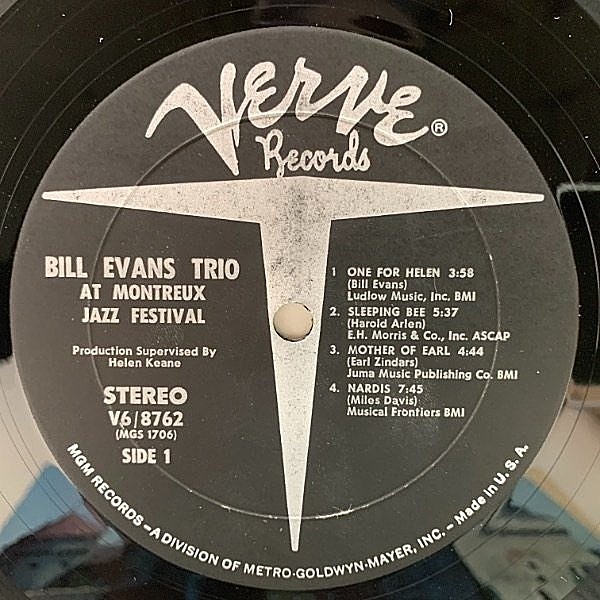 VERVE®
Records
BILL EVANS TRIO
AT MONTREUX
JAZZ FESTIVAL
Production Supervised By
Helen Keane
STEREO
V6/8762
(MGS 1706)
SIDE 1
1 ONE FOR HELEN 3:58
(Bill Evans)
Ludlow Music, Inc. BMI
2. SLEEPING BEE 5:37
(Harold Arlen)
E.H. Morris & Co., Inc. ASCAP
3. MOTHER OF EARL 4:44
(Earl Zindars)
Juma Music Publishing Co. BMI
4. NARDIS 7:45
(Miles Davis)
Musical Frontiers BMI
MGM RECORDS – A DIVISION OF METRO-GOLDWYN-MAYER, INC. – Made in U.S.A.